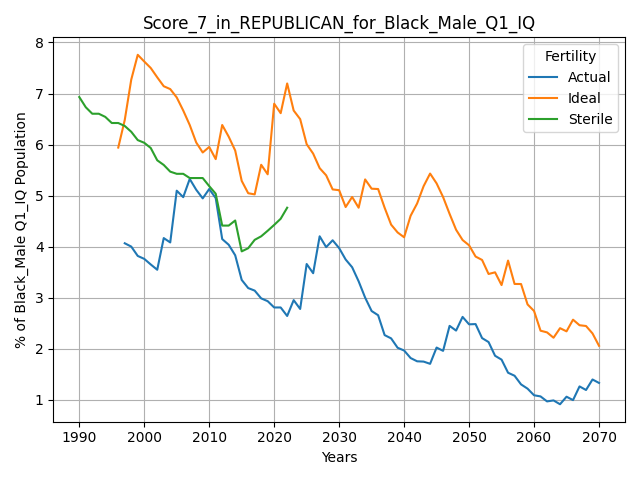 Score_7_in_REPUBLICAN_for_Black_Male_Q1_IQ
Fertility
Actual
Ideal
Sterile
% of Black_Male Q1_IQ Population
8
7
6
5
4
3
2
1
1990 2000 2010 2020 2030 2040 2050 2060 2070
Years